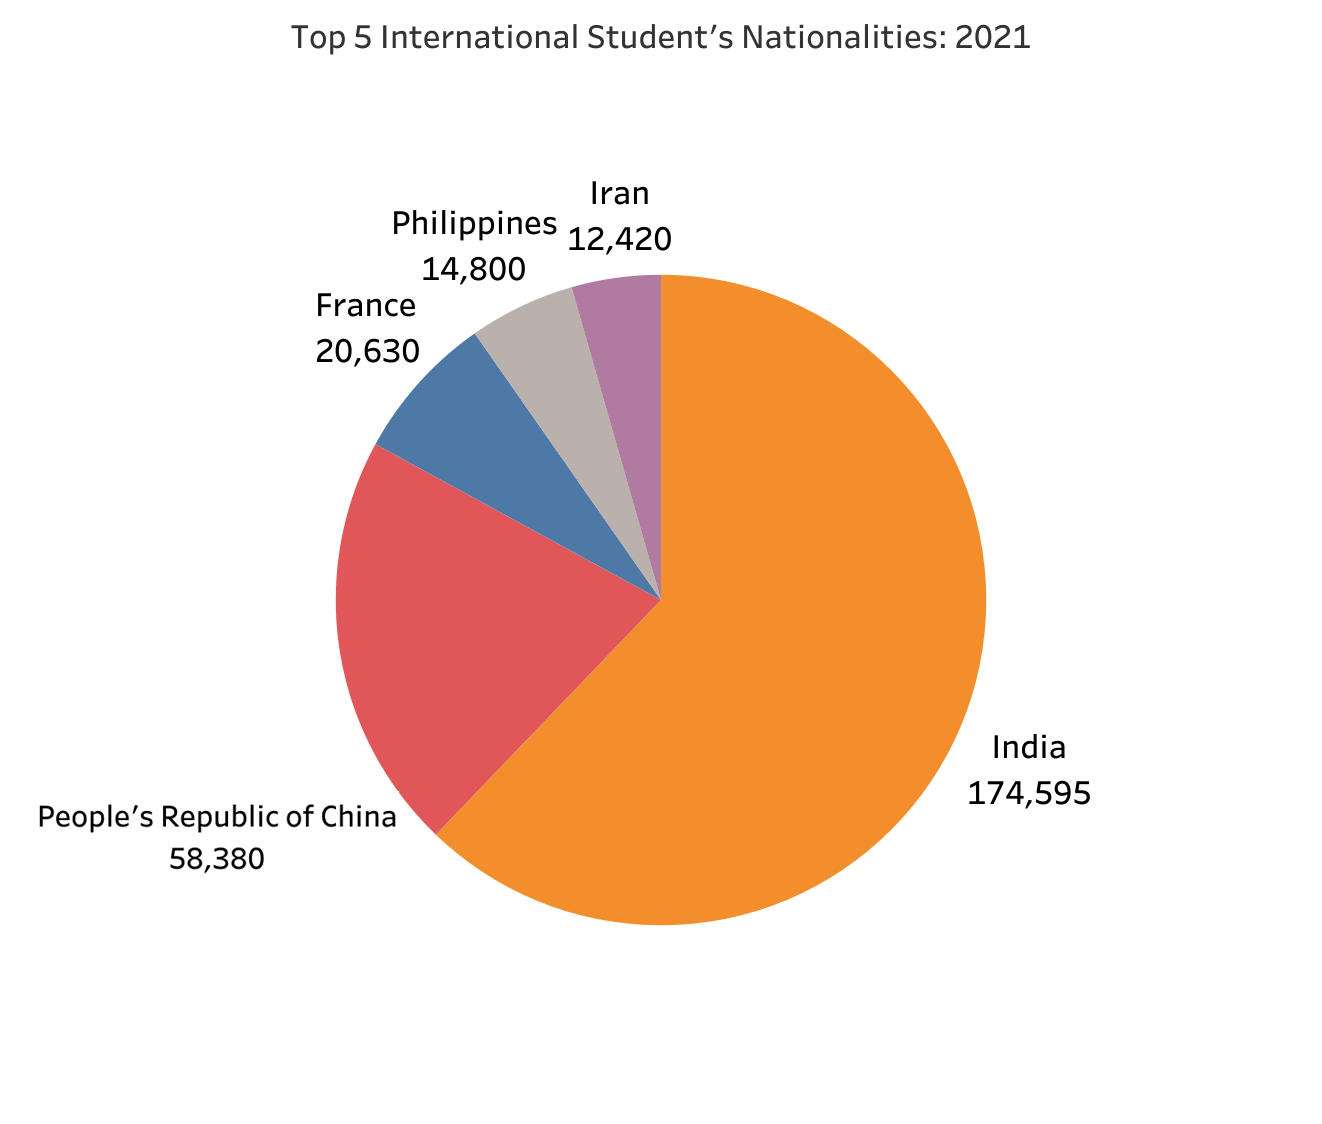 Top 5 International Student’s Nationalities: 2021
Iran
12,420
Philippines
14,800
France
20,630
India
174,595
People’s Republic of China
58,380